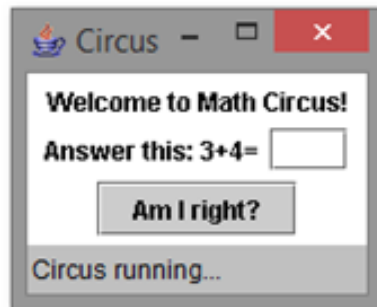 Circus
Welcome to Math Circus!
Answer this: 3+4=
Am I right?
Circus running...